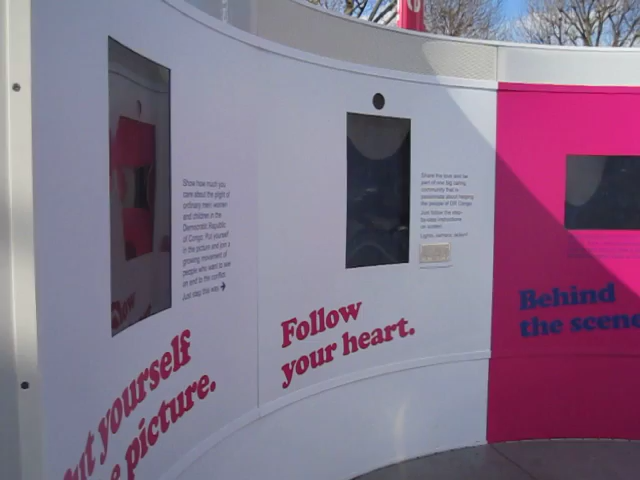 Show how much you
care about the plight of
ordinary men, women
and children in the
Democratic Republic
of Congo. Put yourself
in the picture and join a
growing movement of
people who want to see
an end to the conflict.
Just step this way
ut yourself
picture.
Share the love and be
part of one big caring
community that is
passionate about helping
the people of DR Congo.
Just follow the step-
by-step instructions
on screen.
Lights, camera, action!
Follow
your heart.
Behind
the scene